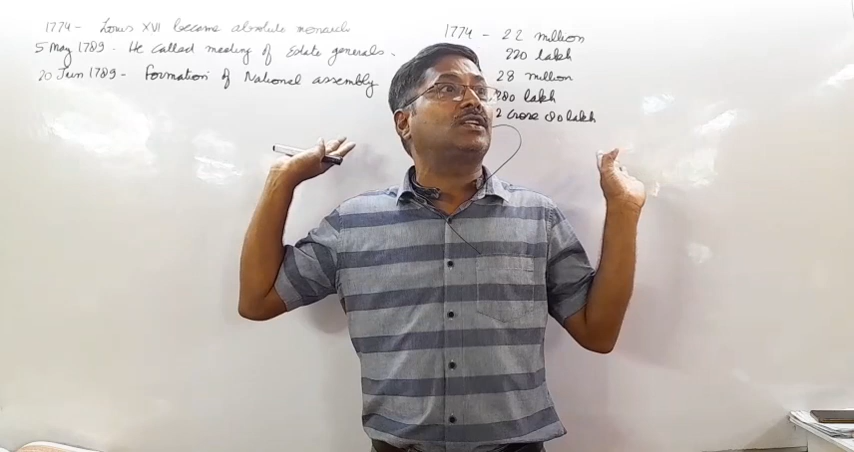 1774 - Louis XVI became absolute monarch
5 May 1789 - He called meeting of Estate generals.
20 Jun 1789 - Formation of National assembly
1774 - 22 million
220 lakh
28 million
280 lakh
2 Crore 80 lakh